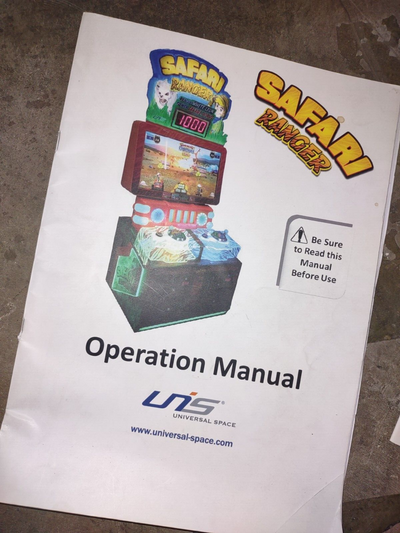 SAFARI
RANGER
1000
SAFARI
RANGER
Be Sure
to Read this
Manual
Before Use
Operation Manual
UNIS®
UNIVERSAL SPACE
www.universal-space.com